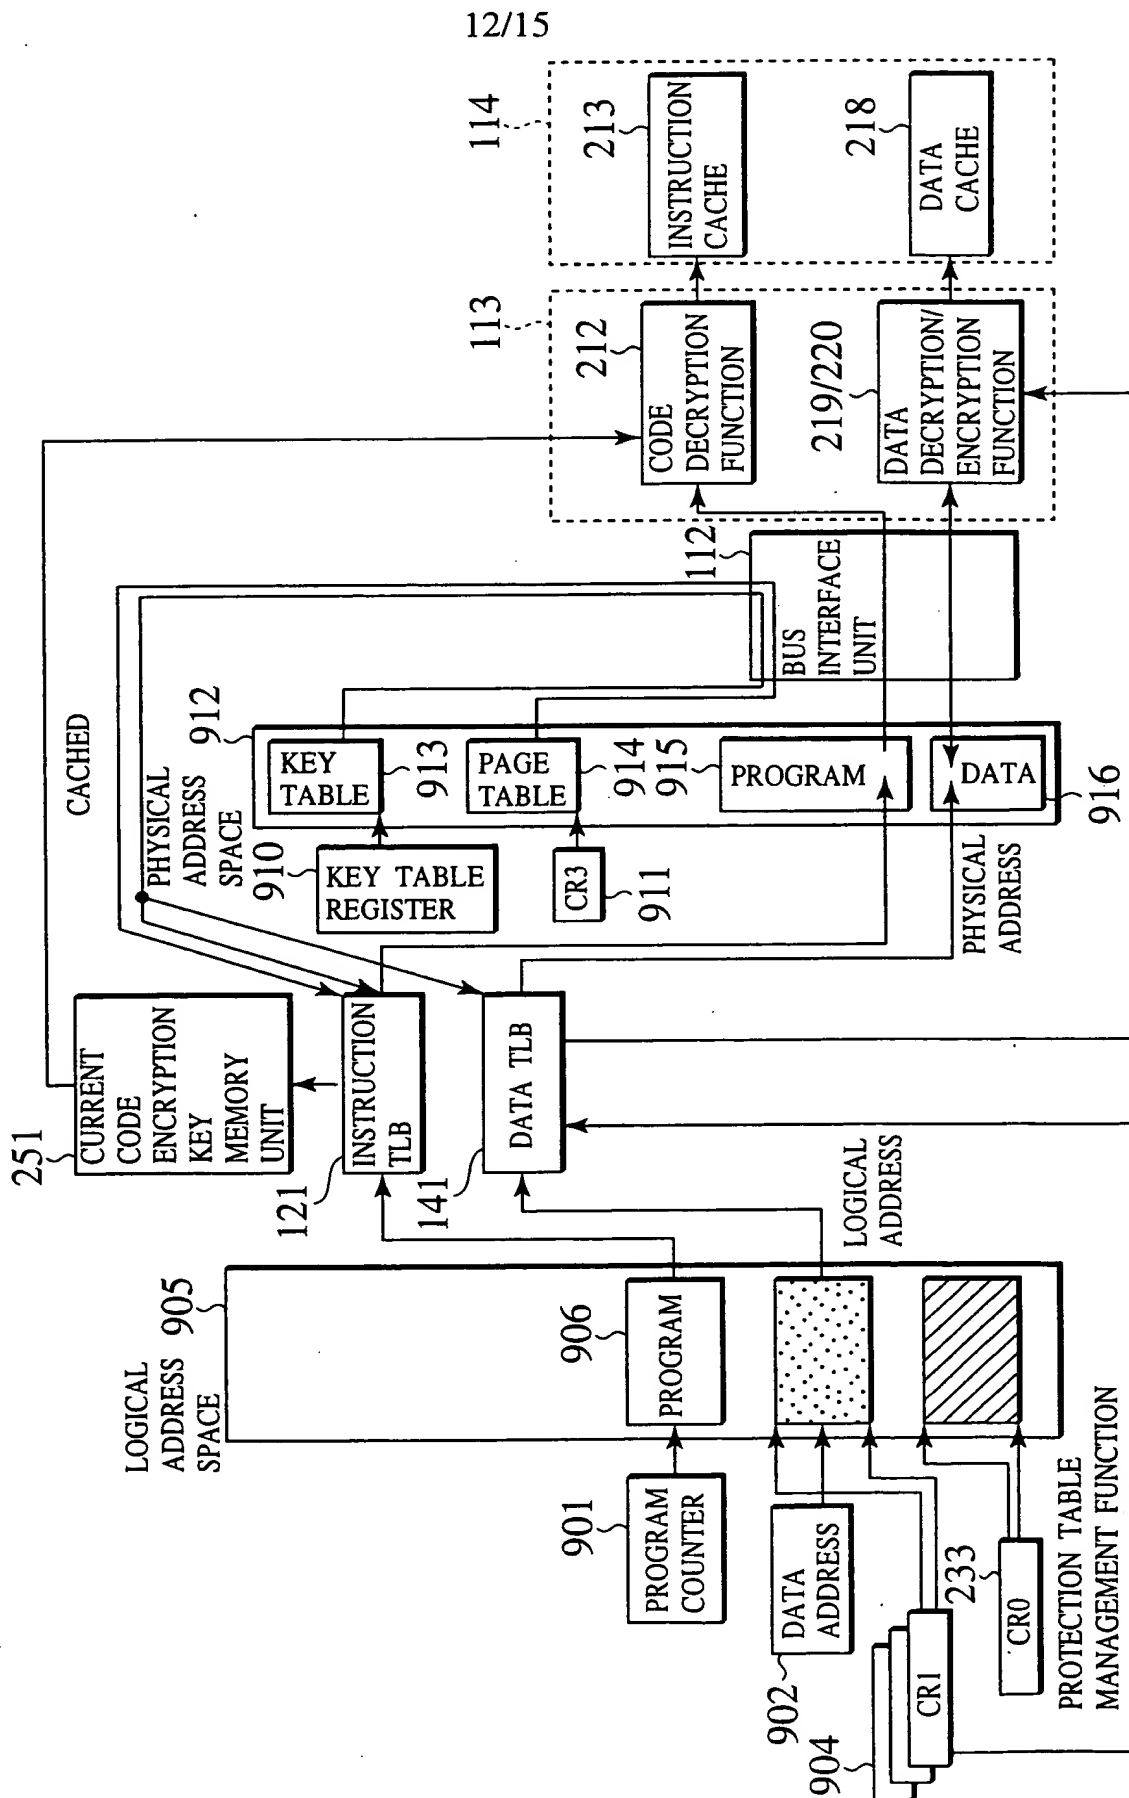 12/15
114
213
INSTRUCTION
CACHE
218
DATA
CACHE
113
212
CODE
DECRYPTION
FUNCTION
219/220
DATA
DECRYPTION/
ENCRYPTION
FUNCTION
112
BUS
INTERFACE
UNIT
CACHED
PHYSICAL
ADDRESS
SPACE
912
KEY
TABLE
913
PAGE
TABLE
914
915
PROGRAM
DATA
916
910
KEY TABLE
REGISTER
CR3
911
PHYSICAL
ADDRESS
251
CURRENT
CODE
ENCRYPTION
KEY
MEMORY
UNIT
121
INSTRUCTION
TLB
141
DATA TLB
LOGICAL
ADDRESS
LOGICAL
ADDRESS
SPACE
905
906
PROGRAM
901
PROGRAM
COUNTER
902
DATA
ADDRESS
904
CR1
233
CR0
PROTECTION TABLE
MANAGEMENT FUNCTION